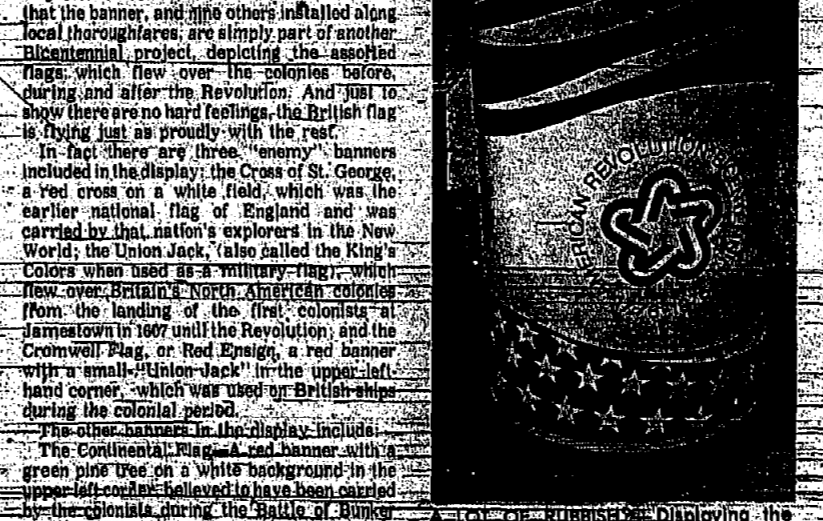 that the banner, and nine others installed along
local thoroughfares, are simply part of another
Bicentennial project, depicting the assorted
flags, which flew over the colonies before,
during and after the Revolution. And just to
show there are no hard feelings, the British flag
is flying just as proudly with the rest.
In fact there are three "enemy" banners
included in the display: the Cross of St. George,
a red cross on a white field, which was the
earlier national flag of England and was
carried by that nation's explorers in the New
World; the Union Jack, (also called the King's
Colors when used as a military flag), which
flew over Britain's North American colonies
from the landing of the first colonists at
Jamestown in 1607 until the Revolution; and the
Cromwell Flag, or Red Ensign, a red banner
with a small "Union Jack" in the upper left-
hand corner, which was used on British ships
during the colonial period.
The other banners in the display include:
The Continental Flag—A red banner with a
green pine tree on a white background in the
upper left corner believed to have been carried
by the colonists during the Battle of Bunker
AMERICAN REVOLUTION
A LOT OF RUBBISH? Displaying the